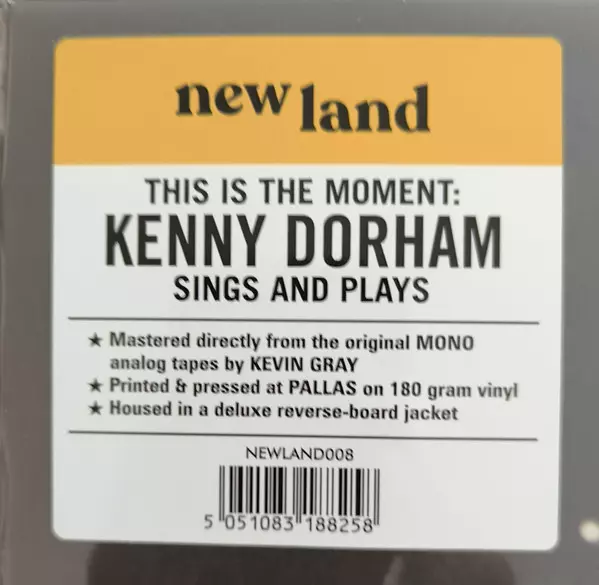 new land
THIS IS THE MOMENT:
KENNY DORHAM
SINGS AND PLAYS
★ Mastered directly from the original MONO
analog tapes by KEVIN GRAY
★ Printed & pressed at PALLAS on 180 gram vinyl
★ Housed in a deluxe reverse-board jacket
NEWLAND008
5 051083 188258